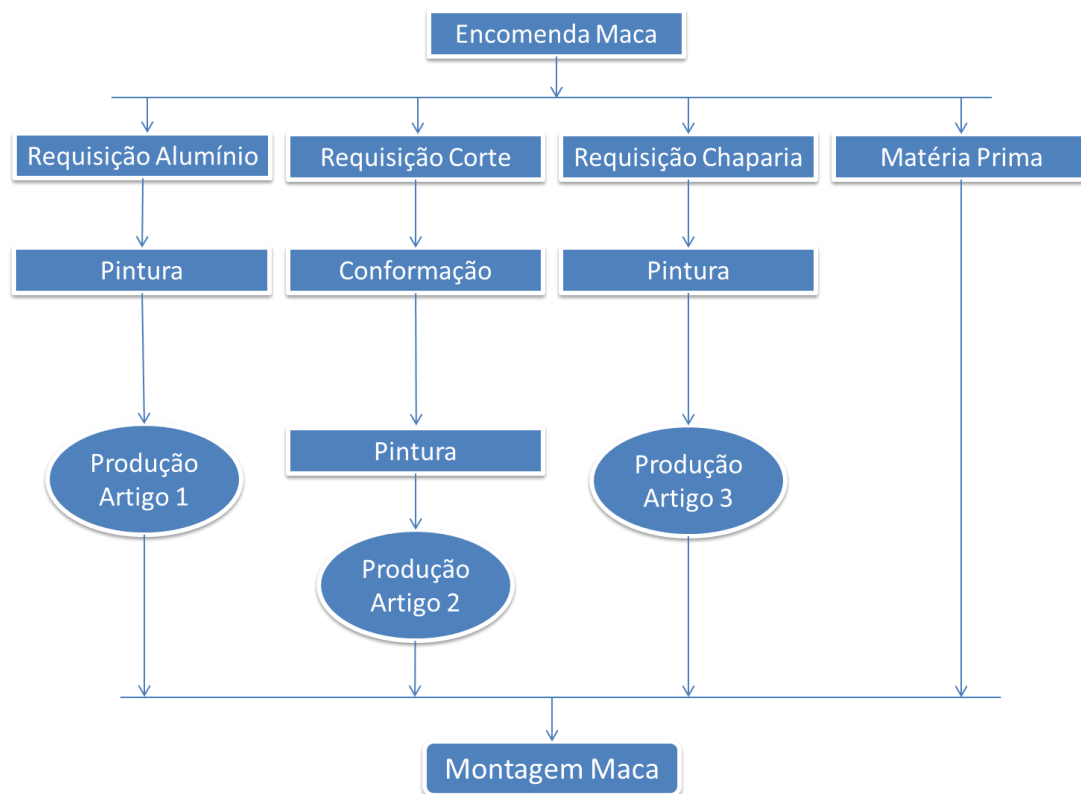 Encomenda Maca
Requisição Alumínio
Requisição Corte
Requisição Chaparia
Matéria Prima
Pintura
Conformação
Pintura
Produção
Artigo 1
Pintura
Produção
Artigo 3
Produção
Artigo 2
Montagem Maca